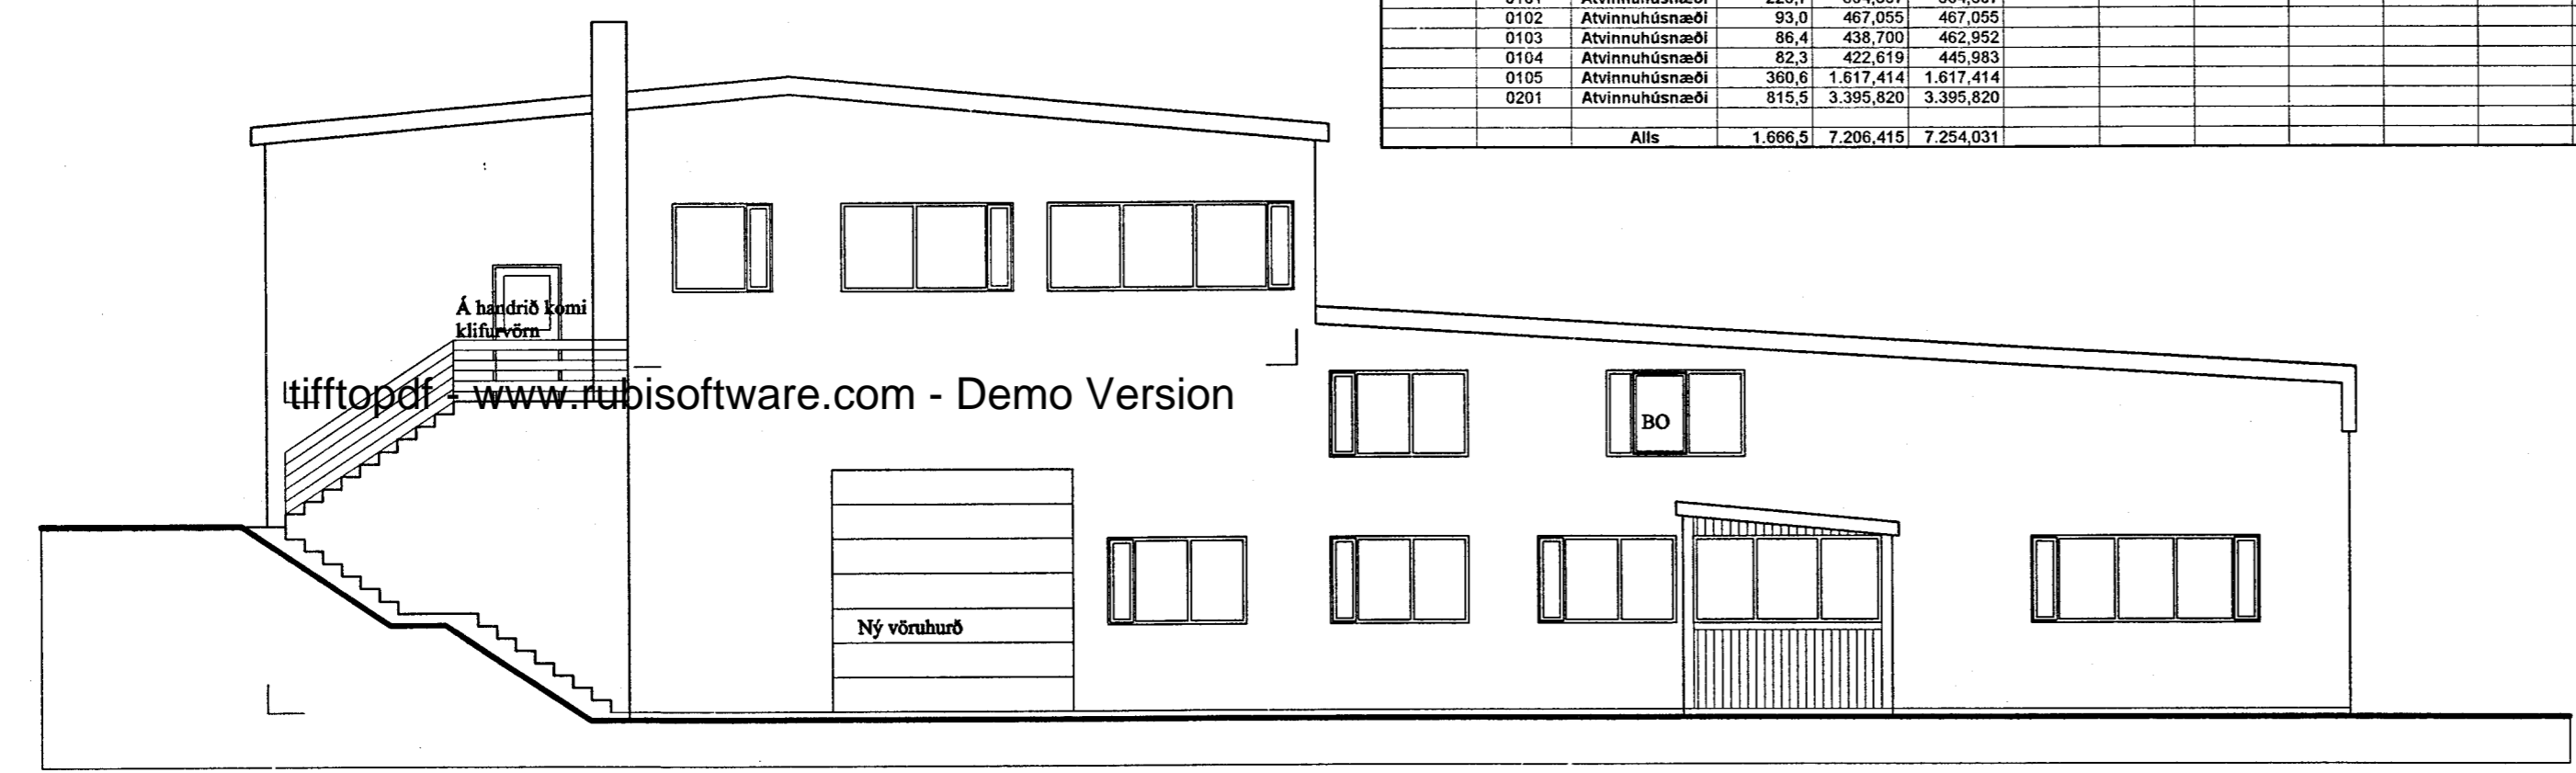 0102 Atvinnuhúsnæði 93,0 467,055 467,055
0103 Atvinnuhúsnæði 86,4 438,700 462,952
0104 Atvinnuhúsnæði 82,3 422,619 445,983
0105 Atvinnuhúsnæði 360,6 1.617,414 1.617,414
0201 Atvinnuhúsnæði 815,5 3.395,820 3.395,820
Alls 1.666,5 7.206,415 7.254,031
Á handrið komi
klifurvörn
tifftopdf - www.rubisoftware.com - Demo Version
BO
Ný vöruhurð